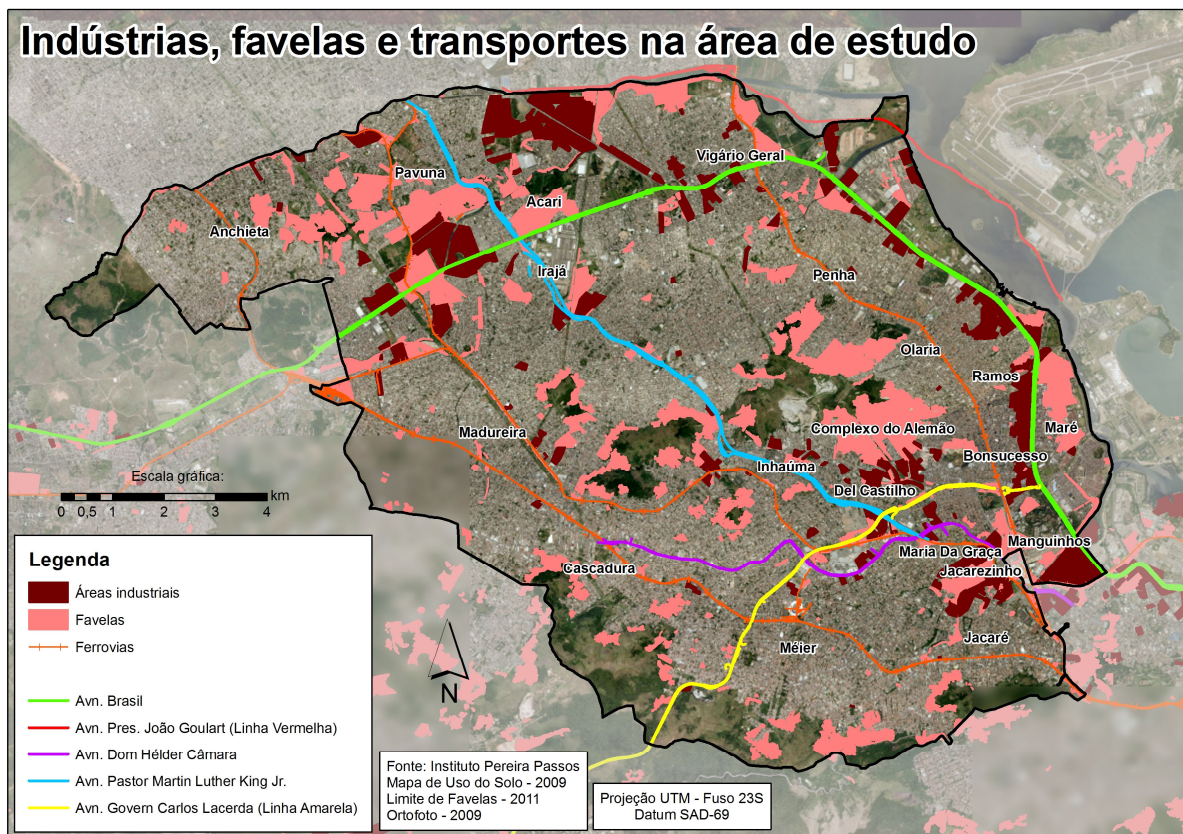 Indústrias, favelas e transportes na área de estudo
Vigário Geral
Pavuna
Acari
Anchieta
Irajá
Penha
Olaria
Ramos
Complexo do Alemão
Maré
Madureira
Bonsucesso
Inhaúma
Del Castilho
Manguinhos
Maria Da Graça
Cascadura
Jacarezinho
Jacaré
Méier
Escala gráfica:
km
0 0,5 1 2 3 4
N
Legenda
Áreas industriais
Favelas
Ferrovias
Avn. Brasil
Avn. Pres. João Goulart (Linha Vermelha)
Avn. Dom Hélder Câmara
Avn. Pastor Martin Luther King Jr.
Avn. Govern Carlos Lacerda (Linha Amarela)
Fonte: Instituto Pereira Passos
Mapa de Uso do Solo - 2009
Limite de Favelas - 2011
Ortofoto - 2009
Projeção UTM - Fuso 23S
Datum SAD-69